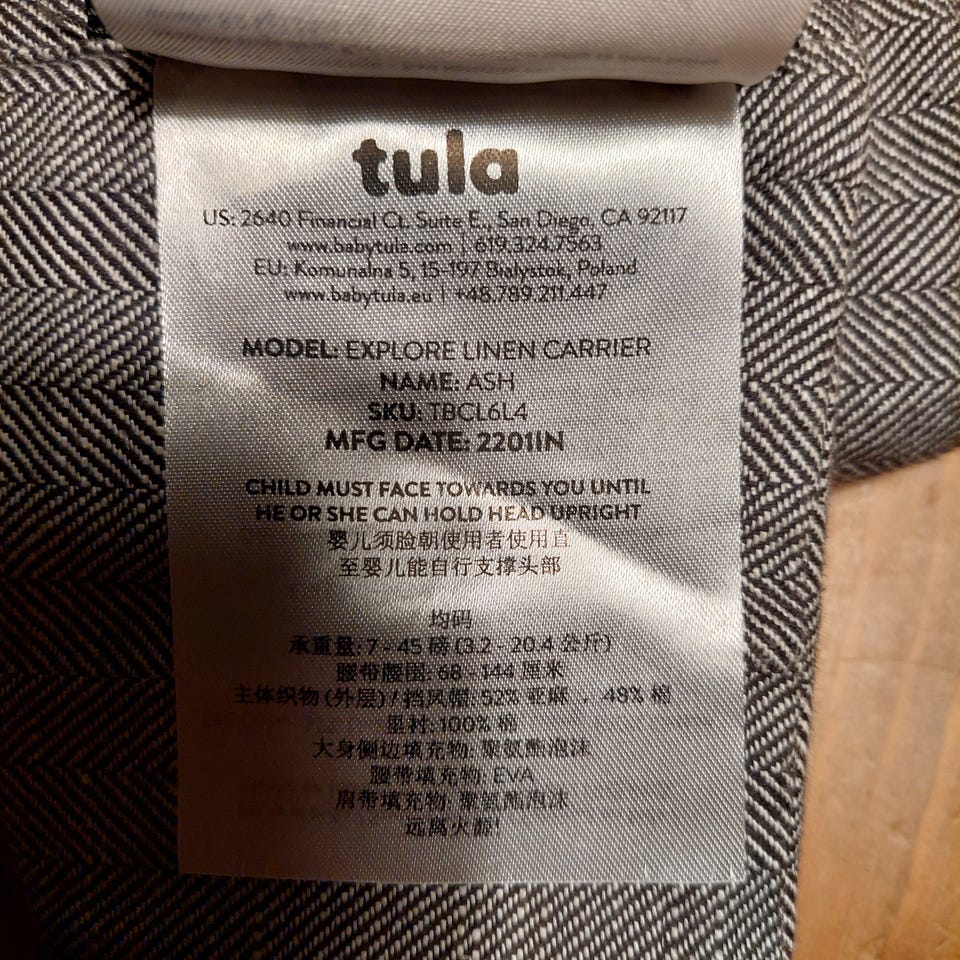 tula
US: 2640 Financial Ct. Suite E., San Diego, CA 92117
www.babytula.com | 619.324.7563
EU: Komunalna 5, 15-197 Bialystok, Poland
www.babytula.eu | +48.789.211.447
MODEL: EXPLORE LINEN CARRIER
NAME: ASH
SKU: TBCL6L4
MFG DATE: 2201IN
CHILD MUST FACE TOWARDS YOU UNTIL
HE OR SHE CAN HOLD HEAD UPRIGHT
婴儿须脸朝使用者使用直
至婴儿能自行支撑头部
均码
承重量: 7 - 45 磅 (3.2 - 20.4 公斤)
腰带腰围: 68 - 144 厘米
主体织物 (外层) / 挡风帽: 52% 亚麻 , 48% 棉
里衬: 100% 棉
大身侧边填充物: 聚氨酯泡沫
腰带填充物: EVA
肩带填充物: 聚氨酯泡沫
远离火源!